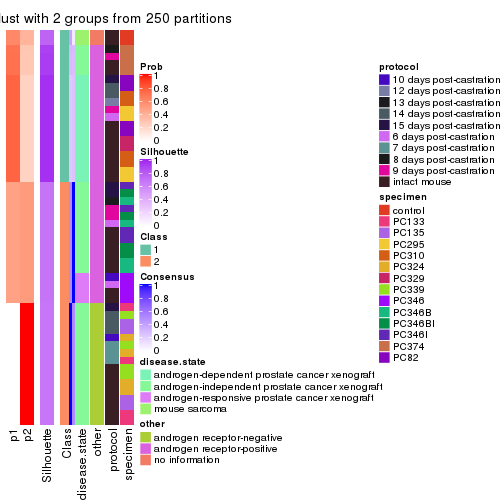 lust with 2 groups from 250 partitions
Prob
1
0.8
0.6
0.4
0.2
0
Silhouette
1
0.8
0.6
0.4
0.2
0
Class
1
2
Consensus
1
0.8
0.6
0.4
0.2
0
disease.state
androgen-dependent prostate cancer xenograft
androgen-independent prostate cancer xenograft
androgen-responsive prostate cancer xenograft
mouse sarcoma
other
androgen receptor-negative
androgen receptor-positive
no information
protocol
10 days post-castration
12 days post-castration
13 days post-castration
14 days post-castration
15 days post-castration
6 days post-castration
7 days post-castration
8 days post-castration
9 days post-castration
intact mouse
specimen
control
PC133
PC135
PC295
PC310
PC324
PC329
PC339
PC346
PC346B
PC346BI
PC346I
PC374
PC82
p1
p2
Silhouette
Class
disease.state
other
protocol
specimen